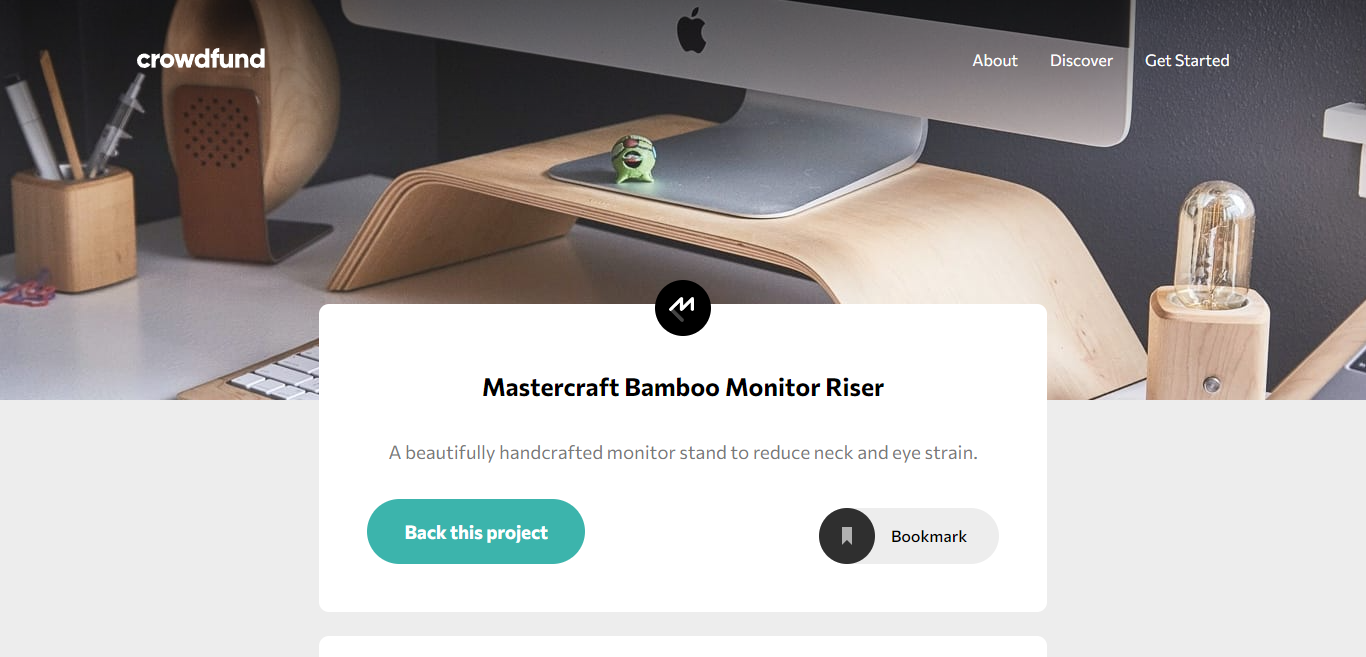 crowdfund
About Discover Get Started
Mastercraft Bamboo Monitor Riser
A beautifully handcrafted monitor stand to reduce neck and eye strain.
Back this project
Bookmark